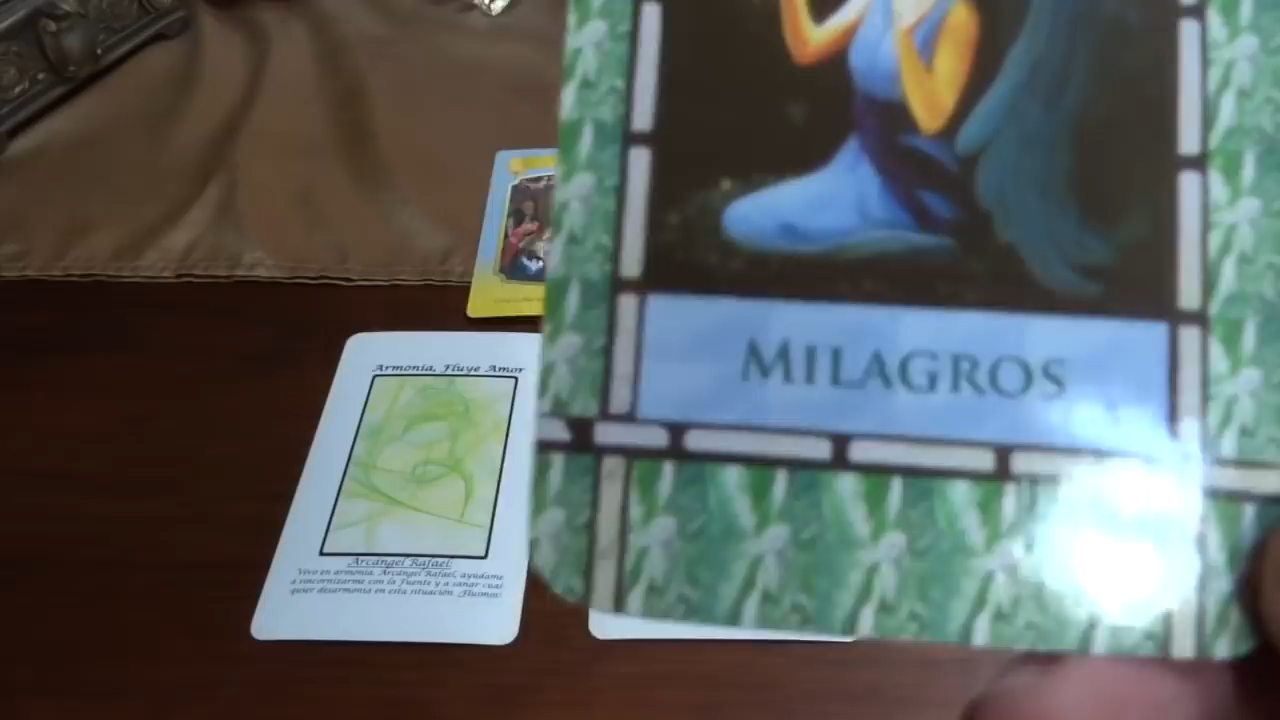 MILAGROS
Armonía, Fluye Amor
Arcángel Rafael:
Vivo en armonía. Arcángel Rafael, ayúdame
a sincornizarme con la Fuente y a sanar cual
quier desarmonía en esta situación. Fluimos